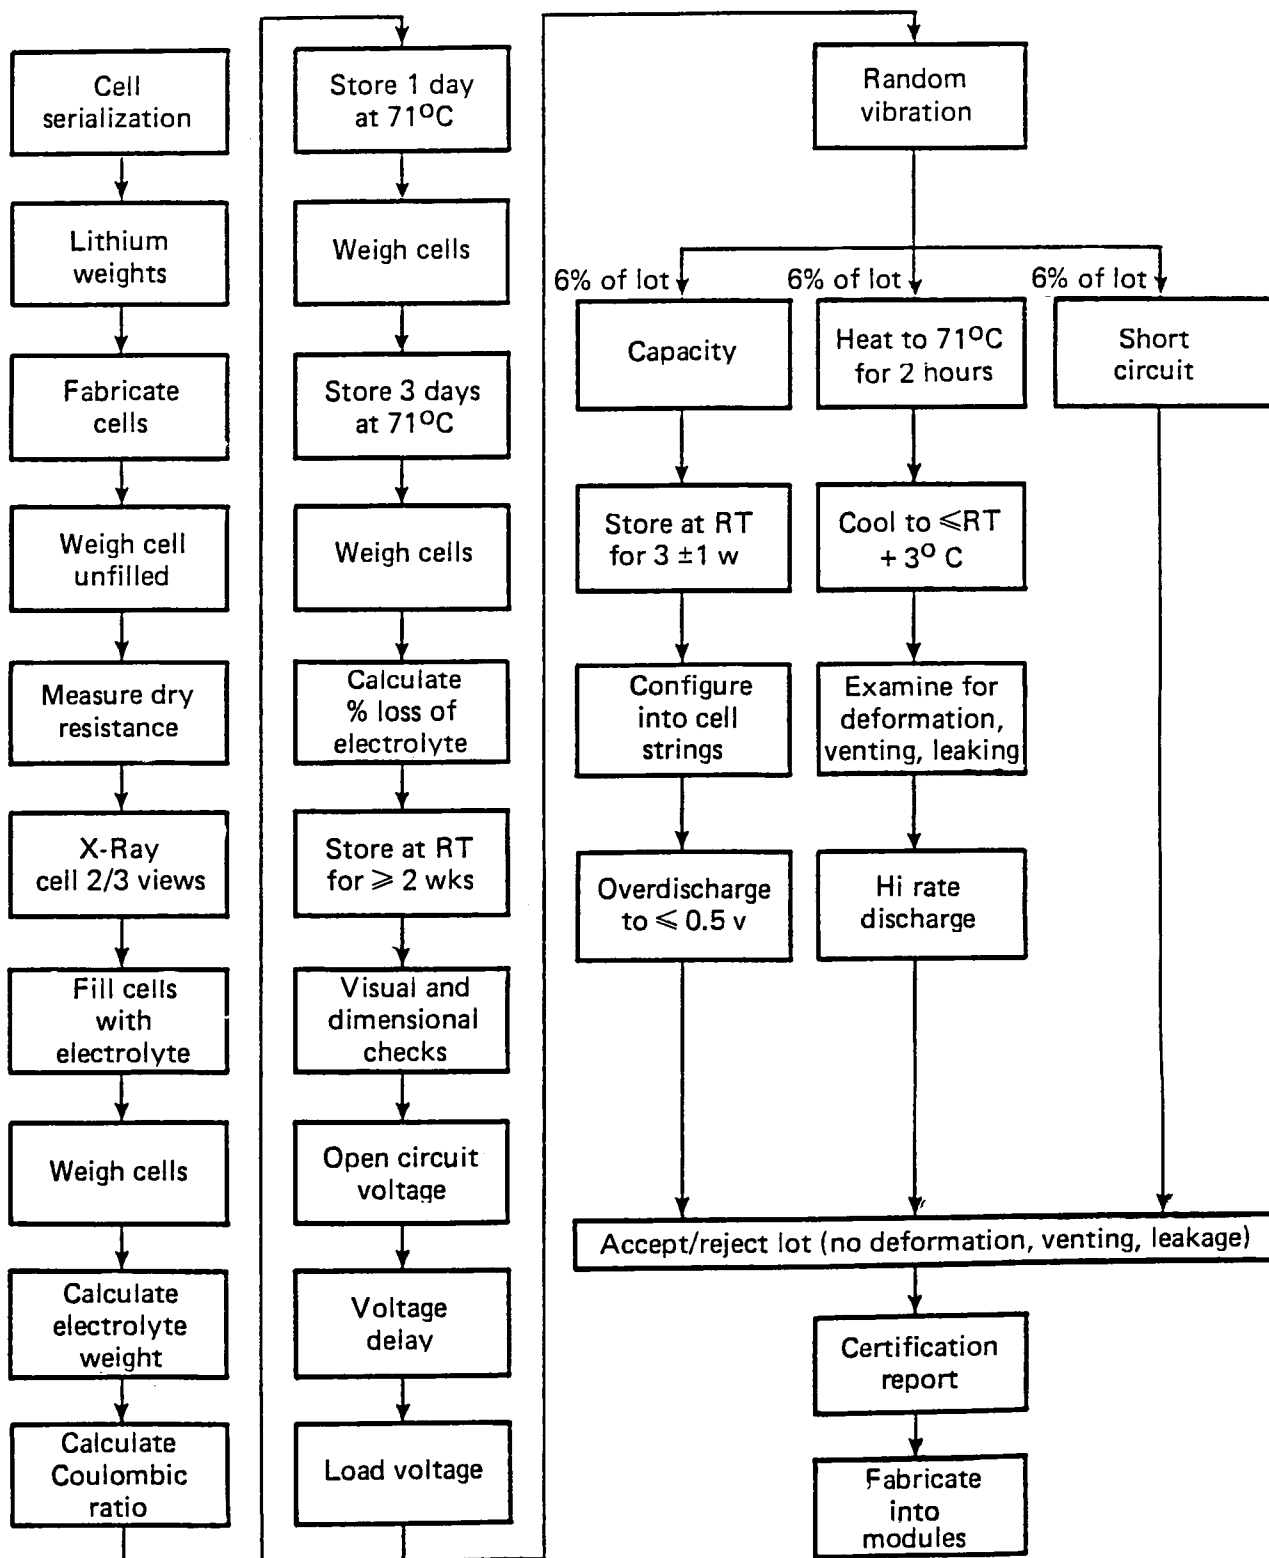 Cell
serialization
Lithium
weights
Fabricate
cells
Weigh cell
unfilled
Measure dry
resistance
X-Ray
cell 2/3 views
Fill cells
with
electrolyte
Weigh cells
Calculate
electrolyte
weight
Calculate
Coulombic
ratio
Store 1 day
at 71ºC
Weigh cells
Store 3 days
at 71ºC
Weigh cells
Calculate
% loss of
electrolyte
Store at RT
for ⩾ 2 wks
Visual and
dimensional
checks
Open circuit
voltage
Voltage
delay
Load voltage
Random
vibration
6% of lot
6% of lot
6% of lot
Capacity
Store at RT
for 3 ±1 w
Configure
into cell
strings
Overdischarge
to ⩽ 0.5 v
Heat to 71ºC
for 2 hours
Cool to ⩽RT
+ 3º C
Examine for
deformation,
venting, leaking
Hi rate
discharge
Short
circuit
Accept/reject lot (no deformation, venting, leakage)
Certification
report
Fabricate
into
modules